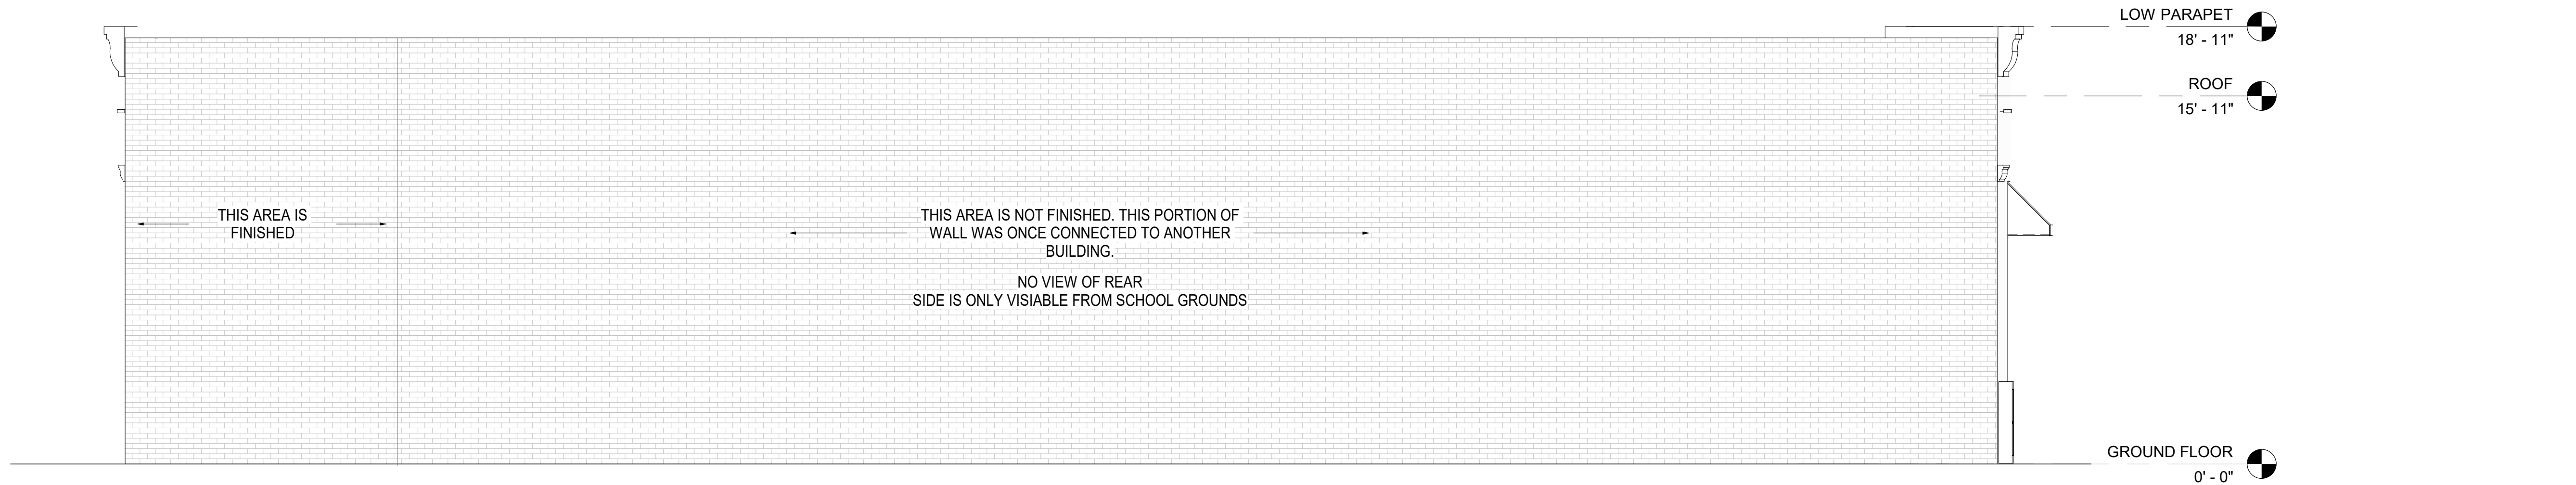 LOW PARAPET
18' - 11"
ROOF
15' - 11"
THIS AREA IS
FINISHED
THIS AREA IS NOT FINISHED. THIS PORTION OF
WALL WAS ONCE CONNECTED TO ANOTHER
BUILDING.
NO VIEW OF REAR
SIDE IS ONLY VISIABLE FROM SCHOOL GROUNDS
GROUND FLOOR
0' - 0"